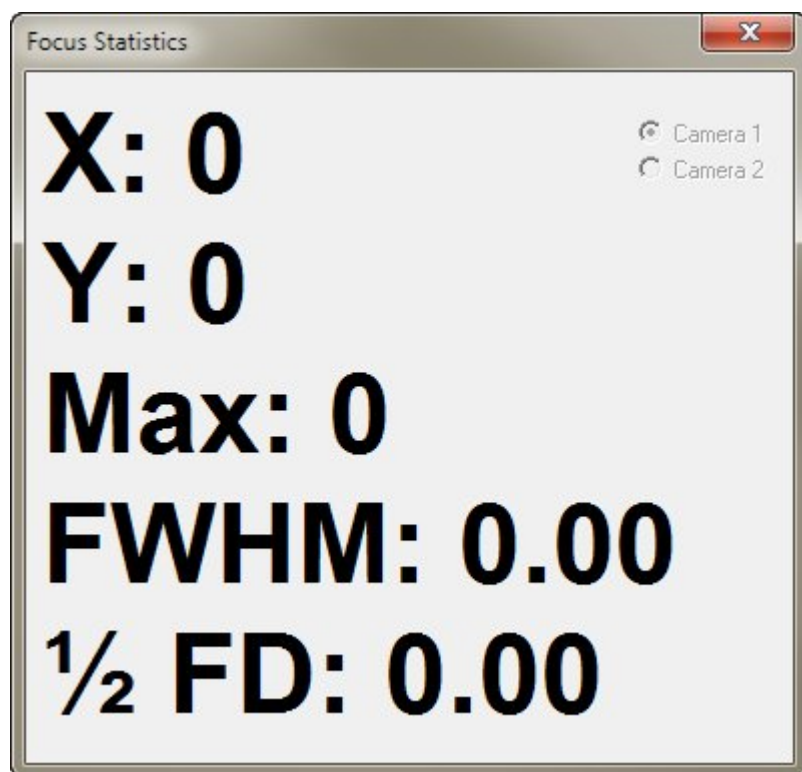 Focus Statistics
X: 0
Camera 1
Camera 2
Y: 0
Max: 0
FWHM: 0.00
½ FD: 0.00